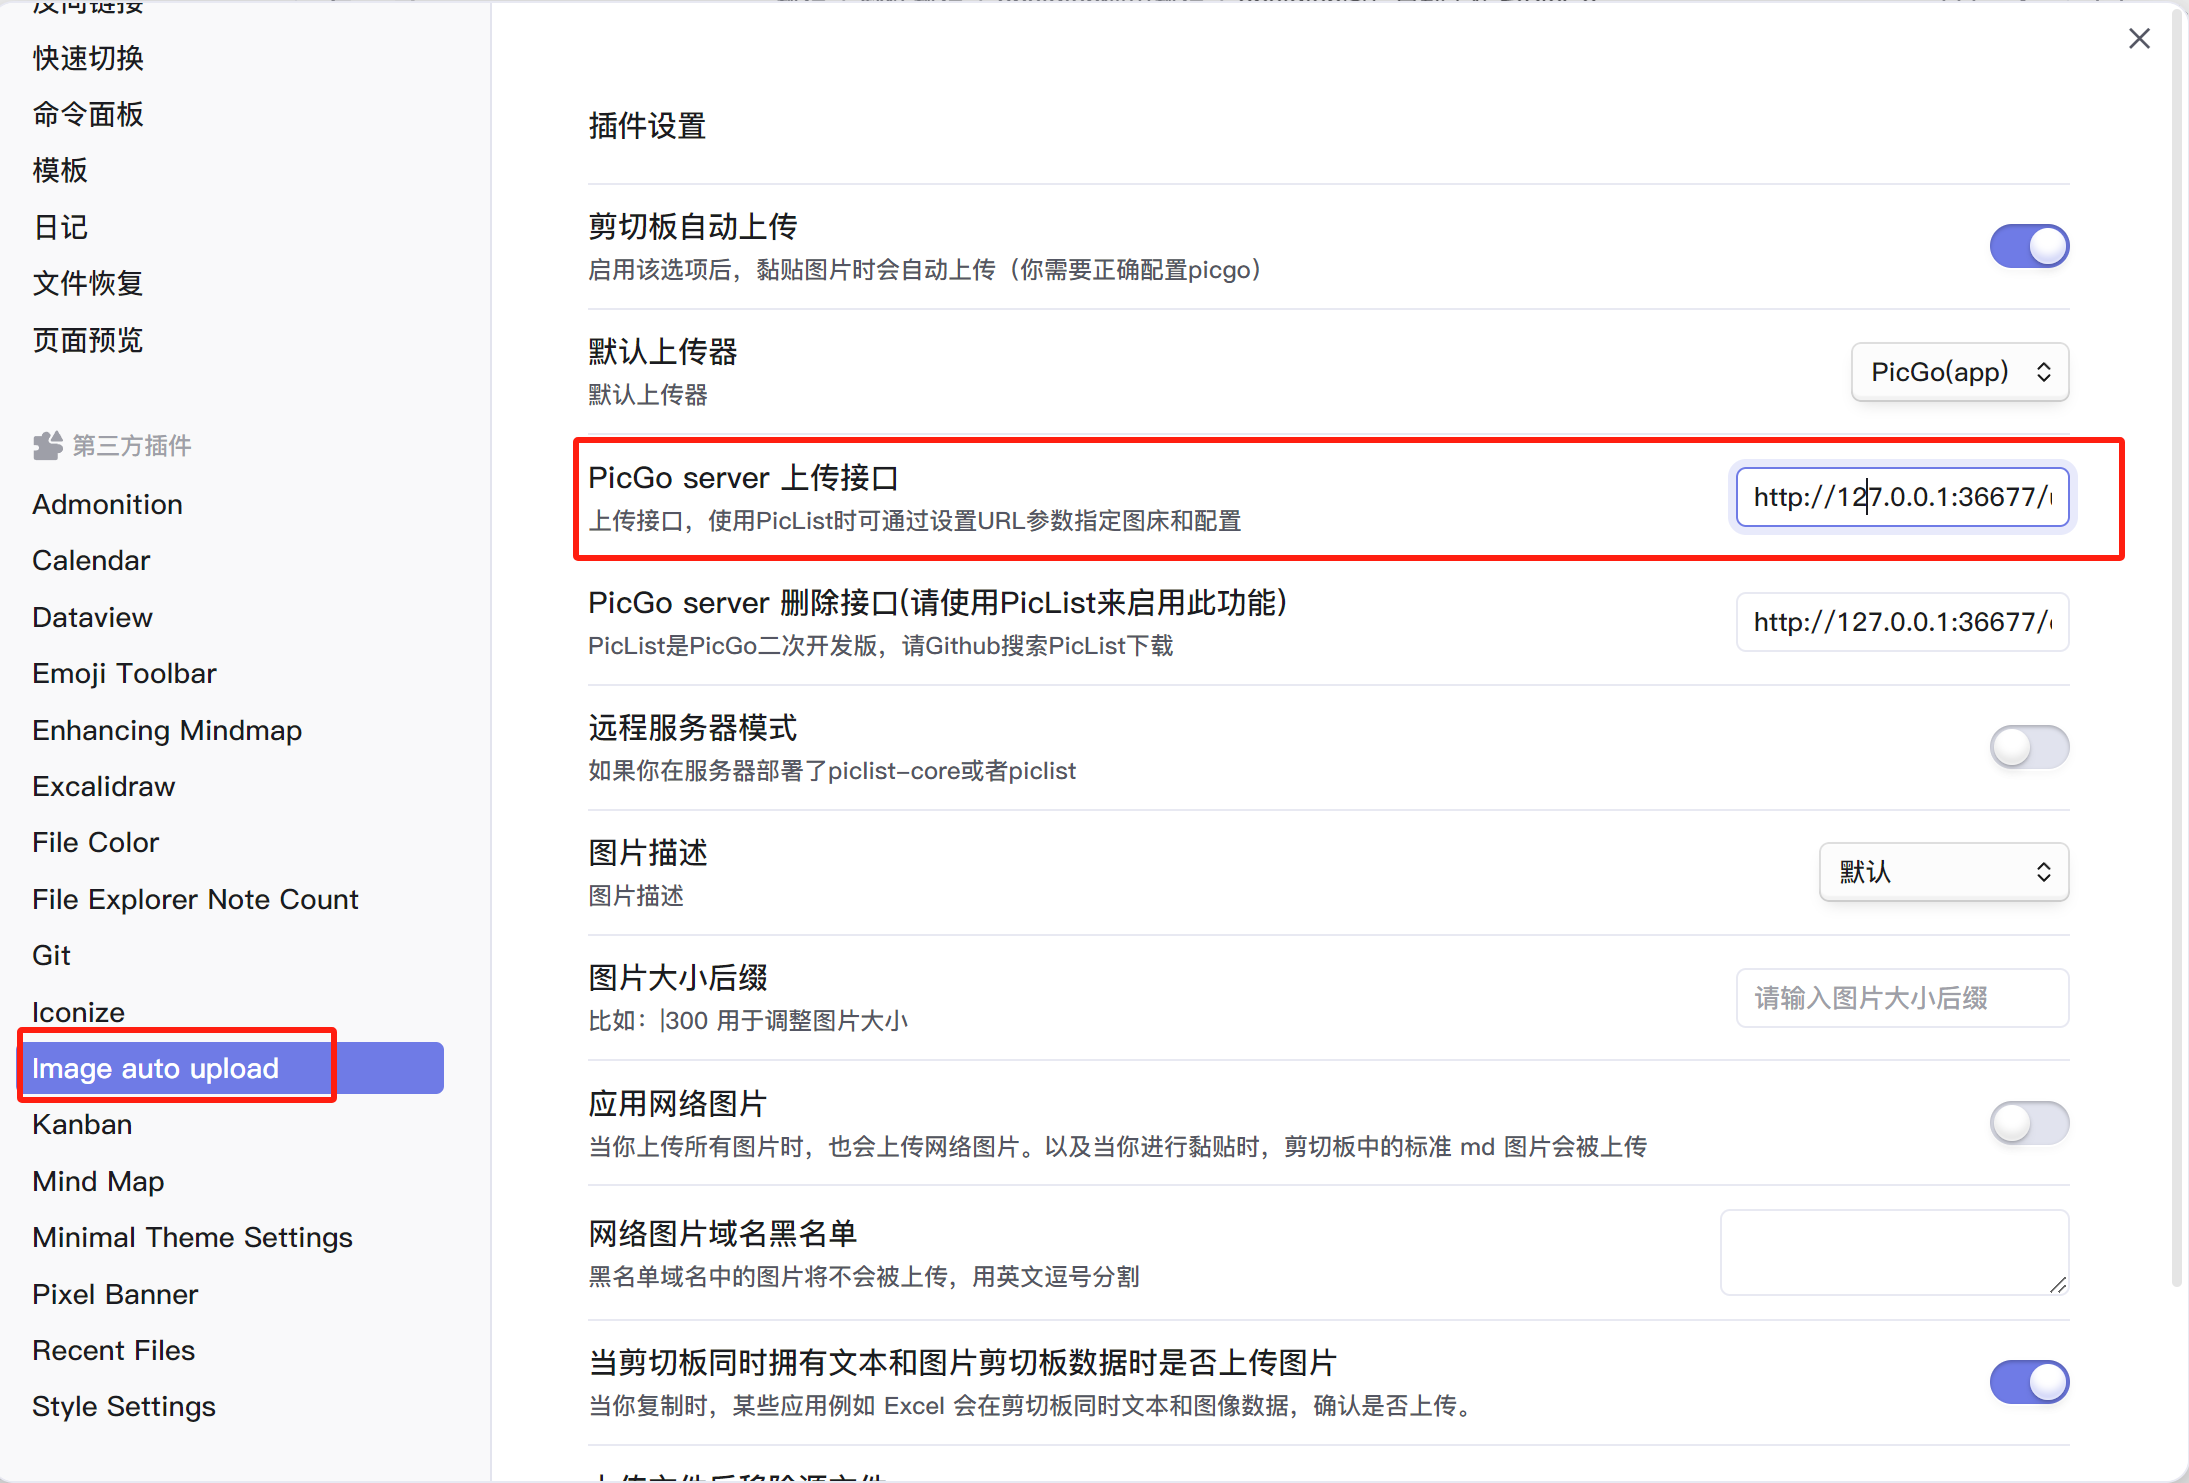 快速切换
命令面板
模板
日记
文件恢复
页面预览
第三方插件
Admonition
Calendar
Dataview
Emoji Toolbar
Enhancing Mindmap
Excalidraw
File Color
File Explorer Note Count
Git
Iconize
Image auto upload
Kanban
Mind Map
Minimal Theme Settings
Pixel Banner
Recent Files
Style Settings
插件设置
剪切板自动上传
启用该选项后，黏贴图片时会自动上传（你需要正确配置picgo）
默认上传器
默认上传器
PicGo(app)
PicGo server 上传接口
上传接口，使用PicList时可通过设置URL参数指定图床和配置
http://127.0.0.1:36677/
PicGo server 删除接口(请使用PicList来启用此功能)
PicList是PicGo二次开发版，请Github搜索PicList下载
http://127.0.0.1:36677/
远程服务器模式
如果你在服务器部署了piclist-core或者piclist
图片描述
图片描述
默认
图片大小后缀
比如：|300 用于调整图片大小
请输入图片大小后缀
应用网络图片
当你上传所有图片时，也会上传网络图片。以及当你进行黏贴时，剪切板中的标准 md 图片会被上传
网络图片域名黑名单
黑名单域名中的图片将不会被上传，用英文逗号分割
当剪切板同时拥有文本和图片剪切板数据时是否上传图片
当你复制时，某些应用例如 Excel 会在剪切板同时文本和图像数据，确认是否上传。